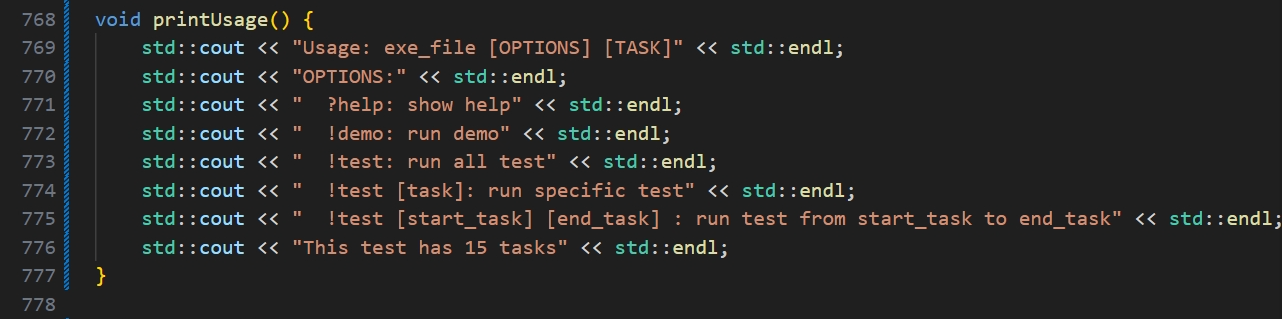 768 void printUsage() {
769     std::cout << "Usage: exe_file [OPTIONS] [TASK]" << std::endl;
770     std::cout << "OPTIONS:" << std::endl;
771     std::cout << "  ?help: show help" << std::endl;
772     std::cout << "  !demo: run demo" << std::endl;
773     std::cout << "  !test: run all test" << std::endl;
774     std::cout << "  !test [task]: run specific test" << std::endl;
775     std::cout << "  !test [start_task] [end_task] : run test from start_task to end_task" << std::endl;
776     std::cout << "This test has 15 tasks" << std::endl;
777 }
778